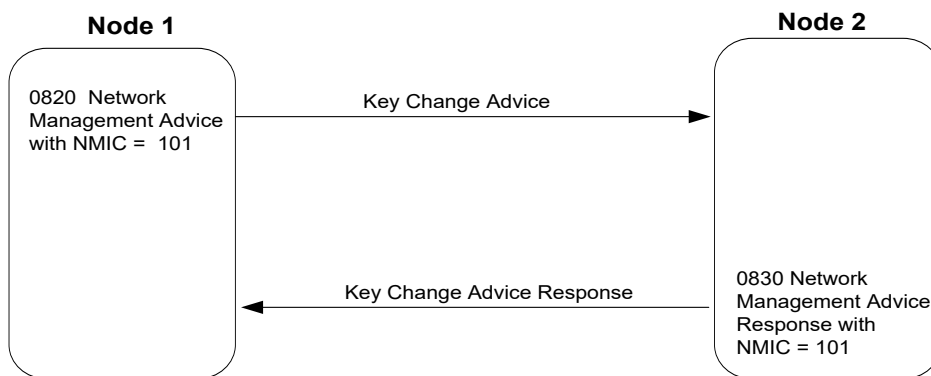 Node 1
Node 2
0820 Network
Management Advice
with NMIC = 101
Key Change Advice
Key Change Advice Response
0830 Network
Management Advice
Response with
NMIC = 101